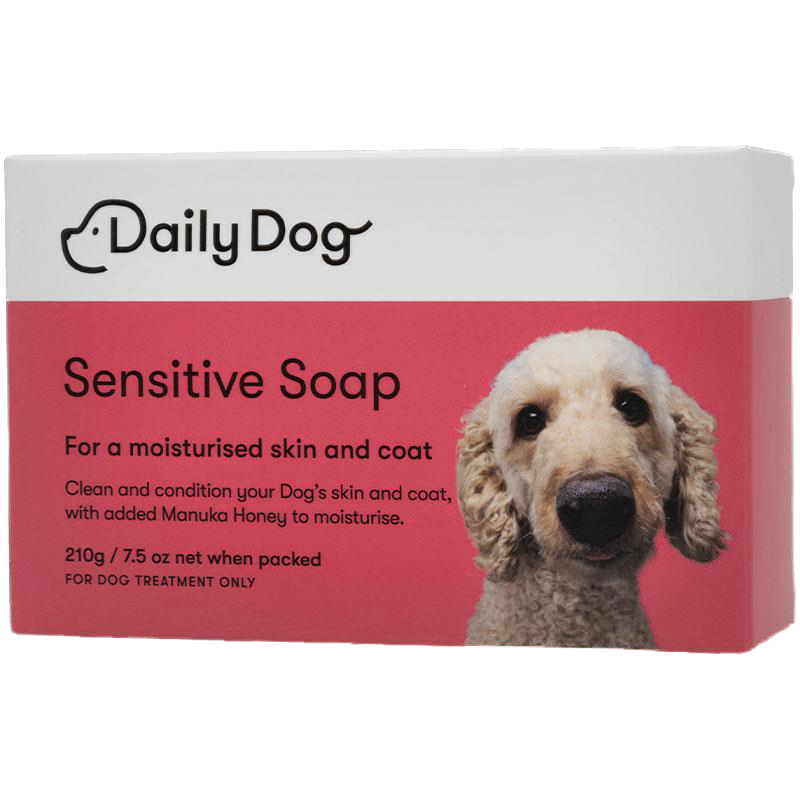 Daily Dog
Sensitive Soap
For a moisturised skin and coat
Clean and condition your Dog's skin and coat,
with added Manuka Honey to moisturise.
210g / 7.5 oz net when packed
FOR DOG TREATMENT ONLY